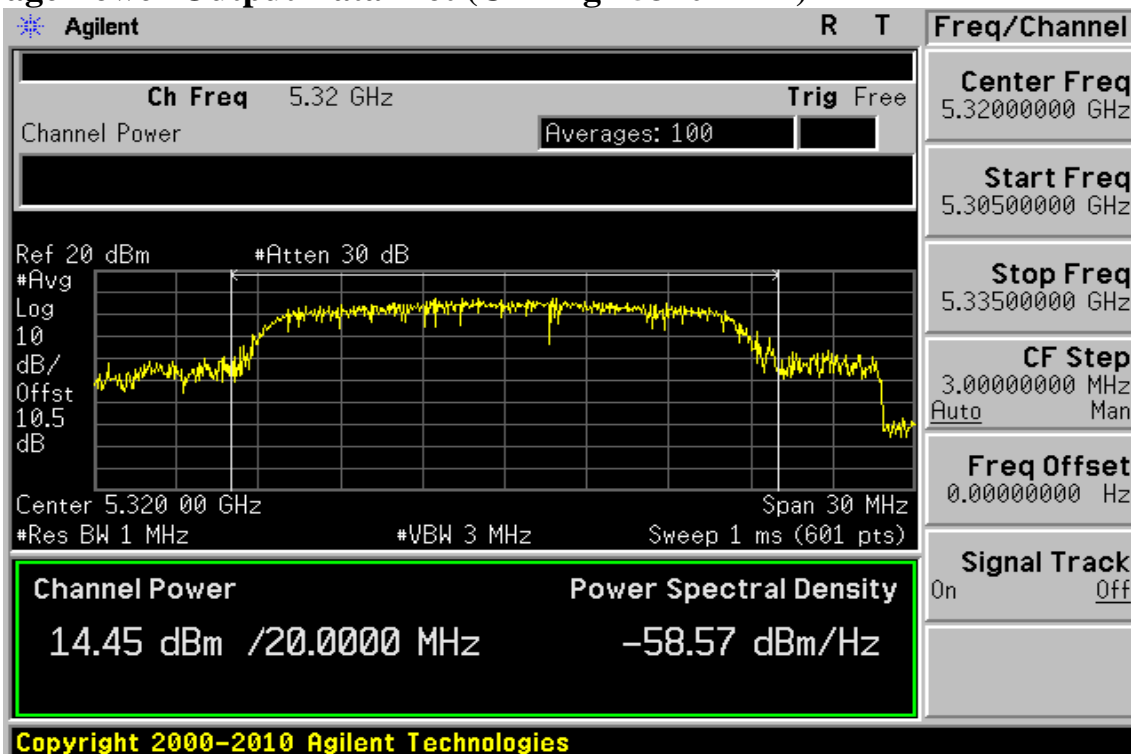 Agilent R T
Freq/Channel
Ch Freq 5.32 GHz Trig Free
Channel Power Averages: 100
Ref 20 dBm #Atten 30 dB
#Avg
Log
10
dB/
Offst
10.5
dB
Center 5.320 00 GHz Span 30 MHz
#Res BW 1 MHz #VBW 3 MHz Sweep 1 ms (601 pts)
Channel Power Power Spectral Density
14.45 dBm /20.0000 MHz -58.57 dBm/Hz
Center Freq
5.32000000 GHz
Start Freq
5.30500000 GHz
Stop Freq
5.33500000 GHz
CF Step
3.00000000 MHz
Auto Man
Freq Offset
0.00000000 Hz
Signal Track
On Off
Copyright 2000-2010 Agilent Technologies